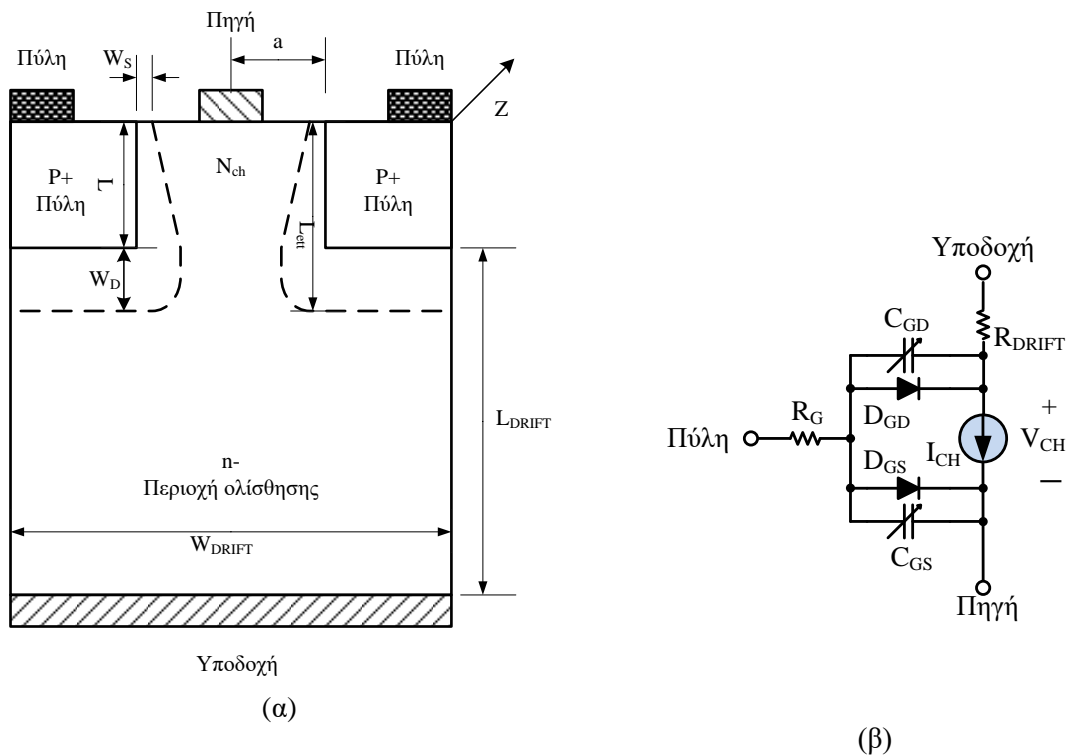 Πηγή
a
W_S
Πύλη
Πύλη
Z
N_ch
P+
Πύλη
L
P+
Πύλη
L_ett
W_D
L_DRIFT
n-
Περιοχή ολίσθησης
W_DRIFT
Υποδοχή
(α)
Υποδοχή
C_GD
R_DRIFT
R_G
D_GD
+
Πύλη
I_CH
V_CH
D_GS
–
C_GS
Πηγή
(β)